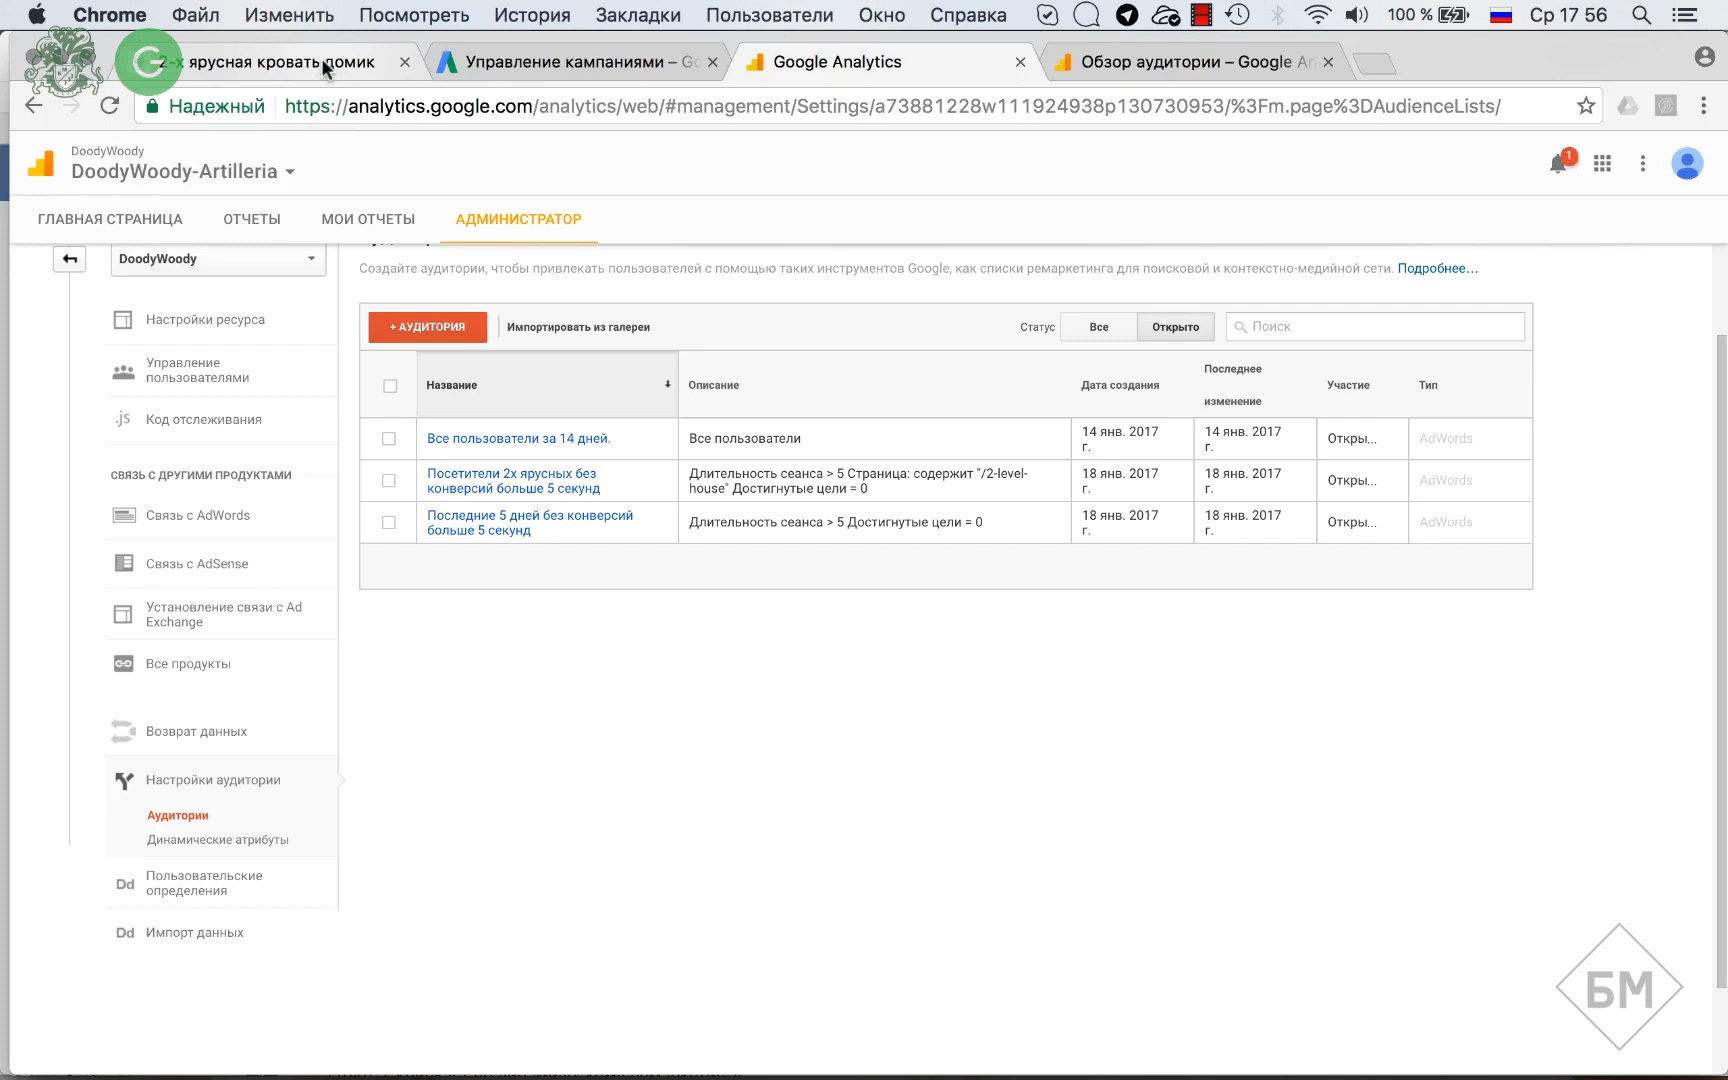 Chrome Файл Изменить Посмотреть История Закладки Пользователи Окно Справка 100 % Ср 17 56
2-х ярусная кровать домик
Управление кампаниями – Go
Google Analytics
Обзор аудитории – Google An
Надежный https://analytics.google.com/analytics/web/#management/Settings/a73881228w111924938p130730953/%3Fm.page%3DAudienceLists/
DoodyWoody
DoodyWoody-Artilleria
1
ГЛАВНАЯ СТРАНИЦА ОТЧЕТЫ МОИ ОТЧЕТЫ АДМИНИСТРАТОР
DoodyWoody
Создайте аудитории, чтобы привлекать пользователей с помощью таких инструментов Google, как списки ремаркетинга для поисковой и контекстно-медийной сети. Подробнее…
+ АУДИТОРИЯ Импортировать из галереи Статус Все Открыто Поиск
Название Описание Дата создания Последнее изменение Участие Тип
Все пользователи за 14 дней. Все пользователи 14 янв. 2017 г. 14 янв. 2017 г. Откры... AdWords
Посетители 2х ярусных без конверсий больше 5 секунд Длительность сеанса > 5 Страница: содержит "/2-level-house" Достигнутые цели = 0 18 янв. 2017 г. 18 янв. 2017 г. Откры... AdWords
Последние 5 дней без конверсий больше 5 секунд Длительность сеанса > 5 Достигнутые цели = 0 18 янв. 2017 г. 18 янв. 2017 г. Откры... AdWords
Настройки ресурса
Управление
пользователями
.js Код отслеживания
СВЯЗЬ С ДРУГИМИ ПРОДУКТАМИ
Связь с AdWords
Связь с AdSense
Установление связи с Ad
Exchange
Все продукты
Возврат данных
Настройки аудитории
Аудитории
Динамические атрибуты
Dd Пользовательские
определения
Dd Импорт данных
БМ